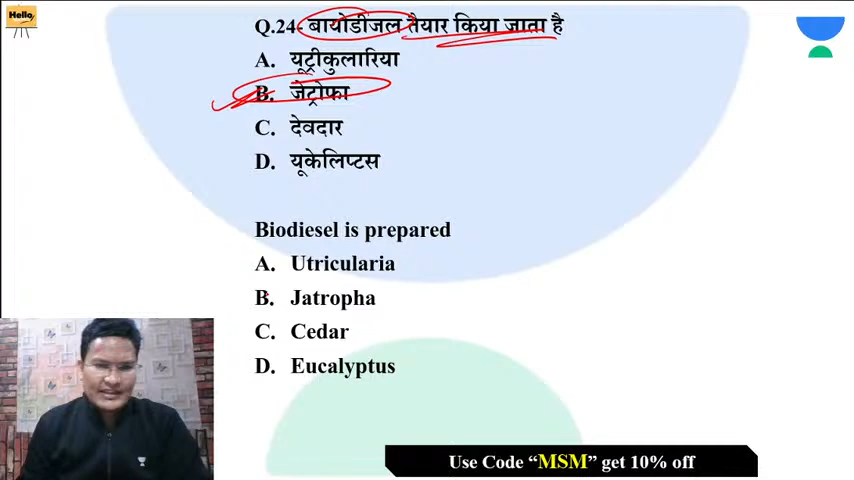 Hello
Q.24- बायोडीजल तैयार किया जाता है
A. यूट्रीकुलारिया
B. जेट्रोफा
C. देवदार
D. यूकेलिप्टस
Biodiesel is prepared
A. Utricularia
B. Jatropha
C. Cedar
D. Eucalyptus
Use Code “MSM” get 10% off